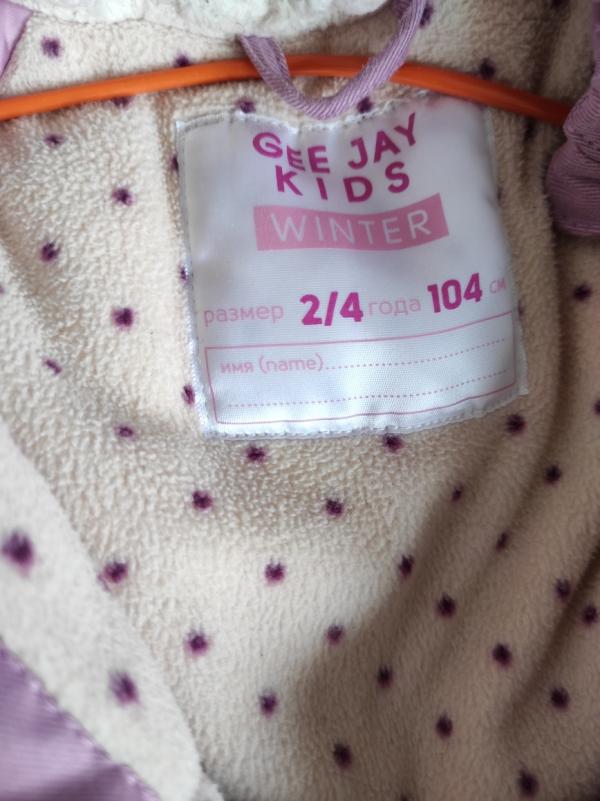 GEE JAY
KIDS
WINTER
размер 2/4 года 104 см
имя (name)